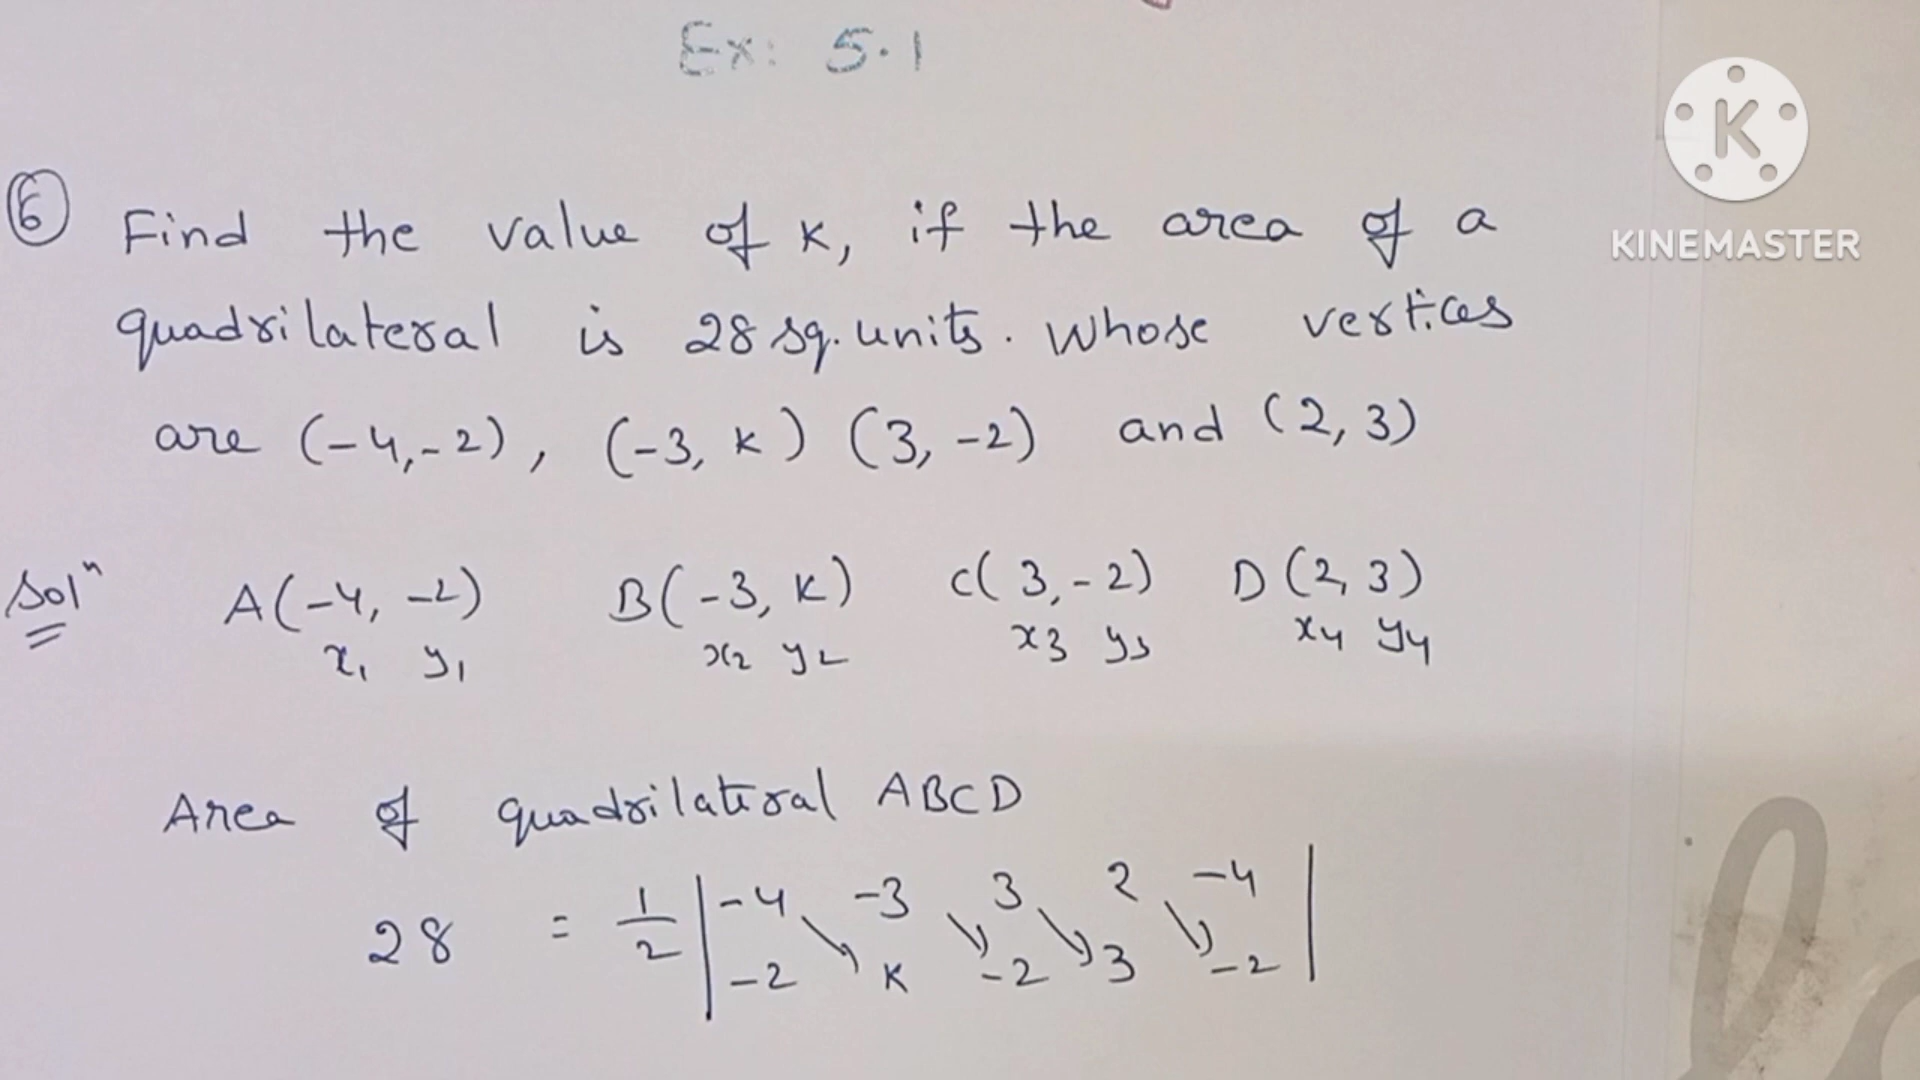 Ex: 5.1
K
KINEMASTER
6 Find the value of K, if the area of a
quadrilateral is 28 sq. units. Whose vertices
are (-4,-2), (-3, K) (3, -2) and (2, 3)
Solⁿ A(-4, -2) B(-3, K) C(3, -2) D(2, 3)
x₁ y₁ x₂ y₂ x₃ y₃ x₄ y₄
Area of quadrilateral ABCD
28 = 1/2 | -4 -3 3 2 -4 |
-2 K -2 3 -2